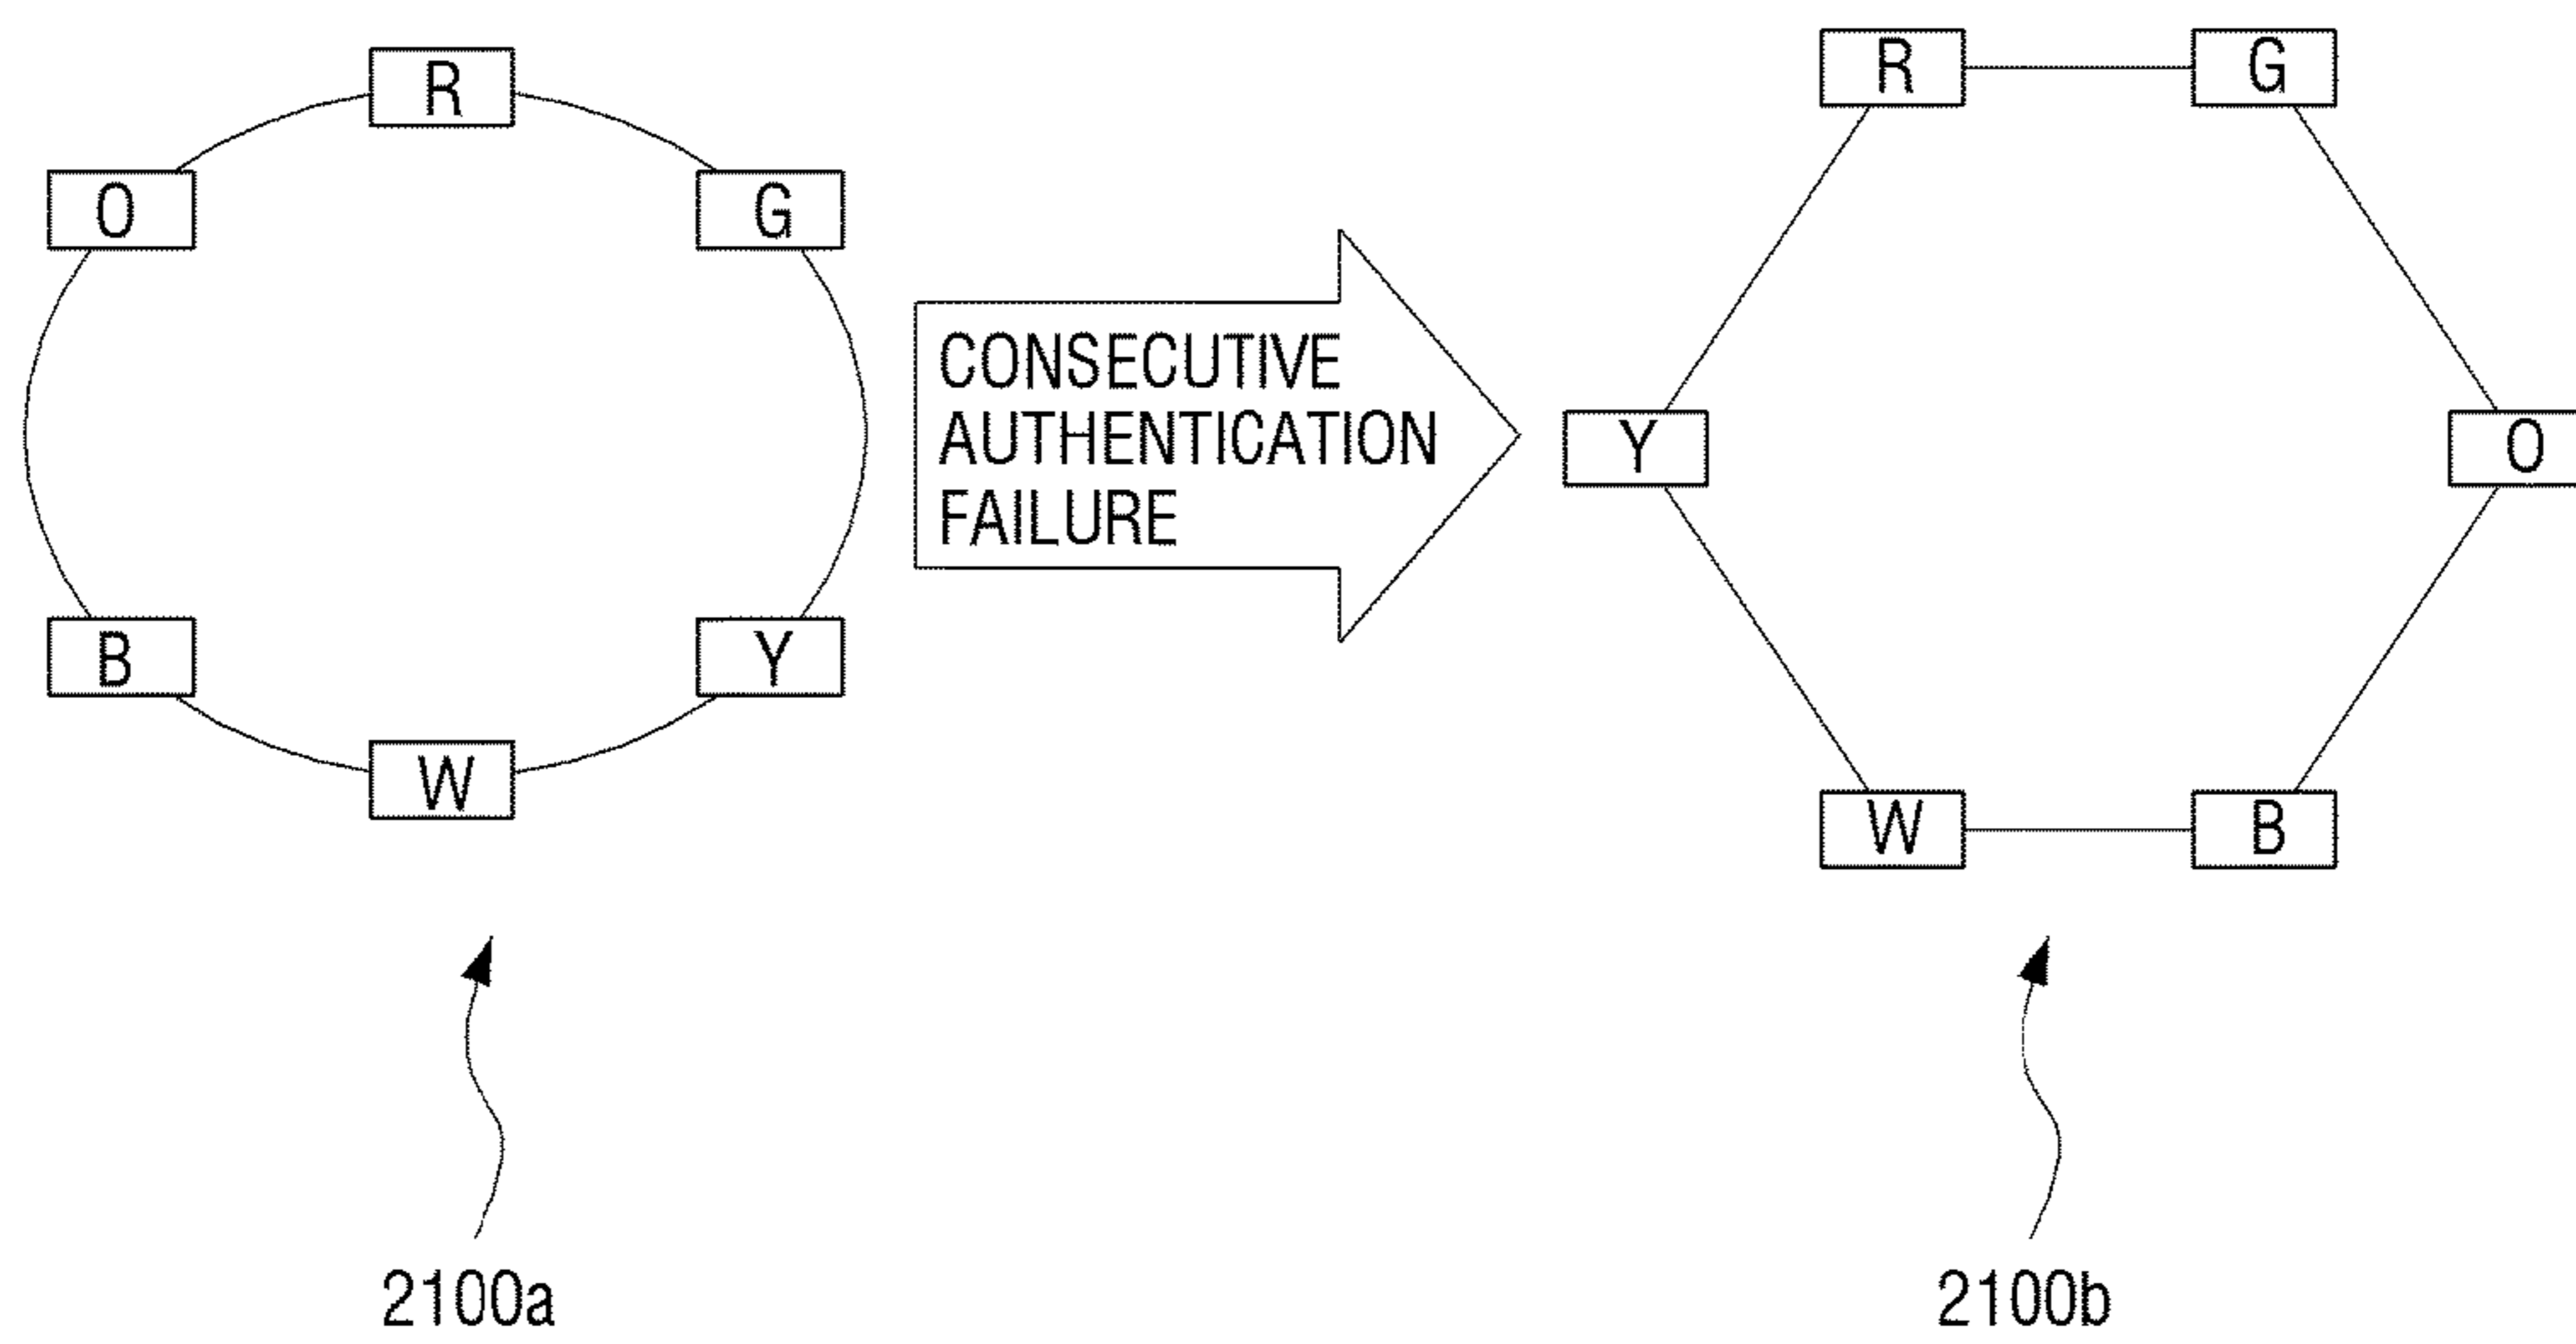 R
O
G
B
Y
W
CONSECUTIVE
AUTHENTICATION
FAILURE
R
G
Y
O
W
B
2100a
2100b